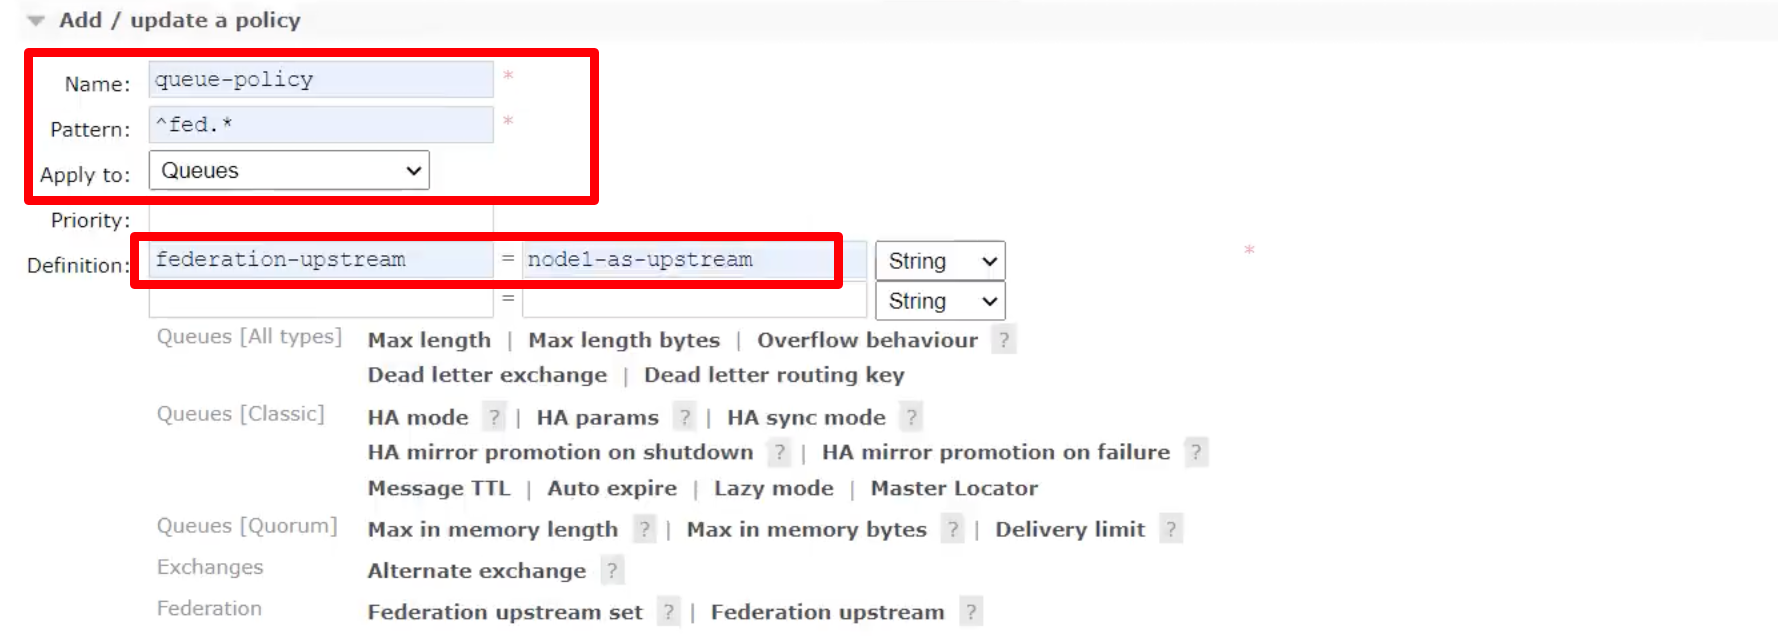 Add / update a policy
Name: queue-policy *
Pattern: ^fed.* *
Apply to: Queues
Priority:
Definition: federation-upstream = node1-as-upstream String *
= String
Queues [All types] Max length | Max length bytes | Overflow behaviour ?
Dead letter exchange | Dead letter routing key
Queues [Classic] HA mode ? | HA params ? | HA sync mode ?
HA mirror promotion on shutdown ? | HA mirror promotion on failure ?
Message TTL | Auto expire | Lazy mode | Master Locator
Queues [Quorum] Max in memory length ? | Max in memory bytes ? | Delivery limit ?
Exchanges Alternate exchange ?
Federation Federation upstream set ? | Federation upstream ?